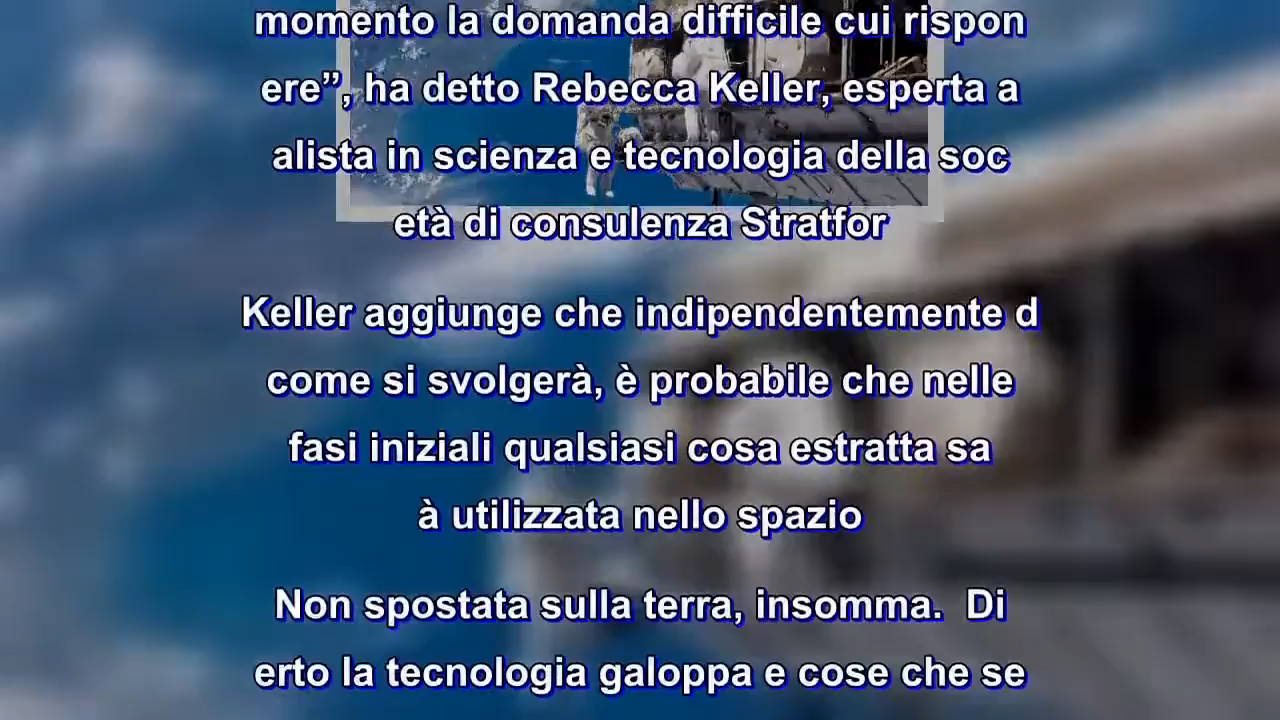 momento la domanda difficile cui rispon
ere”, ha detto Rebecca Keller, esperta a
alista in scienza e tecnologia della soc
età di consulenza Stratfor
Keller aggiunge che indipendentemente d
come si svolgerà, è probabile che nelle
fasi iniziali qualsiasi cosa estratta sa
à utilizzata nello spazio
Non spostata sulla terra, insomma.  Di
erto la tecnologia galoppa e cose che se